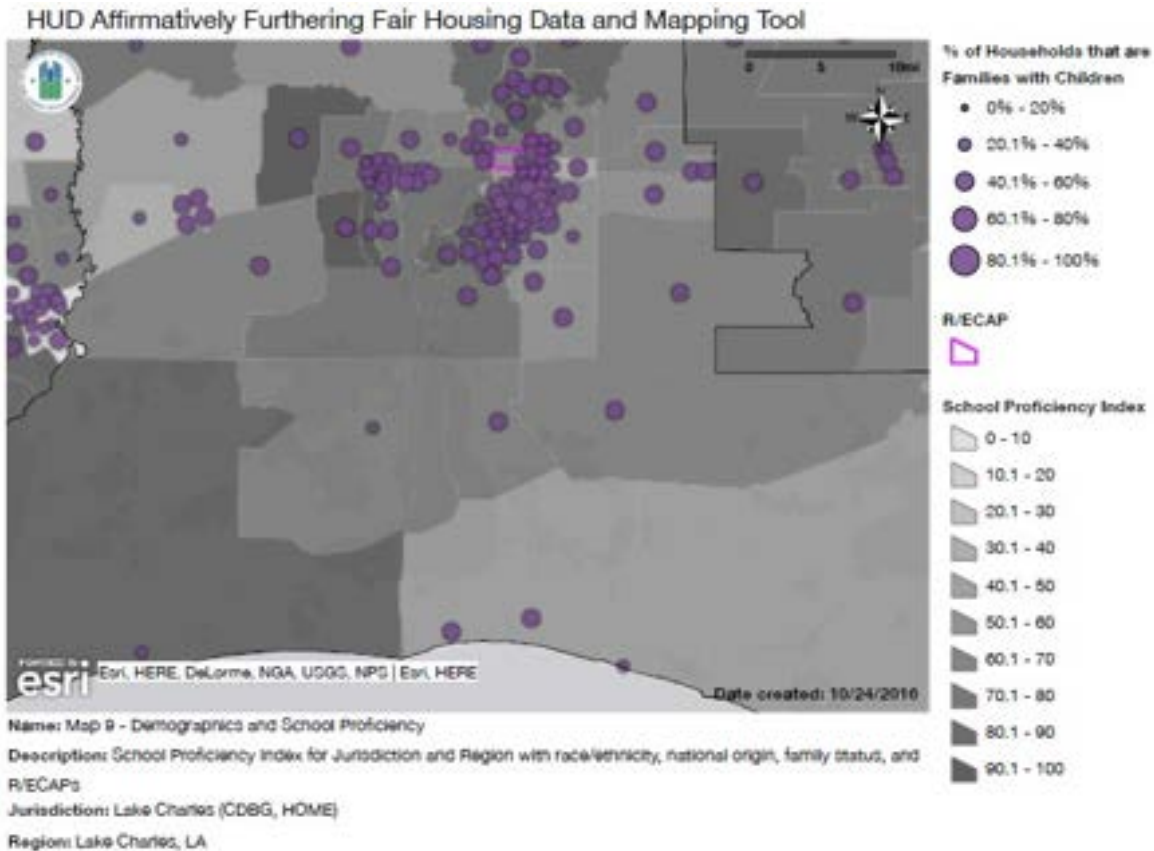 HUD Affirmatively Furthering Fair Housing Data and Mapping Tool
0 5 10mi
N
W E
% of Households that are
Families with Children
0% - 20%
20.1% - 40%
40.1% - 60%
60.1% - 80%
80.1% - 100%
R/ECAP
School Proficiency Index
0 - 10
10.1 - 20
20.1 - 30
30.1 - 40
40.1 - 50
50.1 - 60
60.1 - 70
70.1 - 80
80.1 - 90
90.1 - 100
POWERED BY
esri
Esri, HERE, DeLorme, NGA, USGS, NPS | Esri, HERE
Date created: 10/24/2016
Name: Map 9 - Demographics and School Proficiency
Description: School Proficiency Index for Jurisdiction and Region with race/ethnicity, national origin, family status, and
R/ECAPs
Jurisdiction: Lake Charles (CDBG, HOME)
Region: Lake Charles, LA